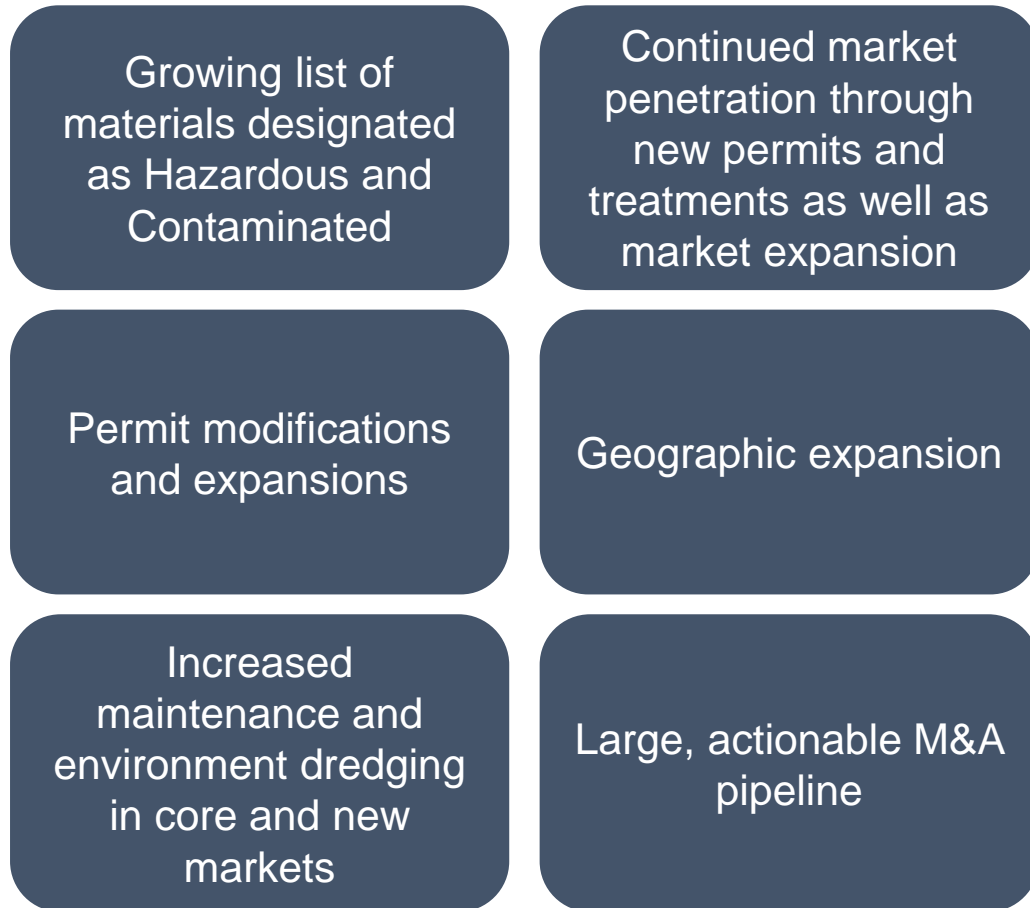 Growing list of
materials designated
as Hazardous and
Contaminated
Continued market
penetration through
new permits and
treatments as well as
market expansion
Permit modifications
and expansions
Geographic expansion
Increased
maintenance and
environment dredging
in core and new
markets
Large, actionable M&A
pipeline